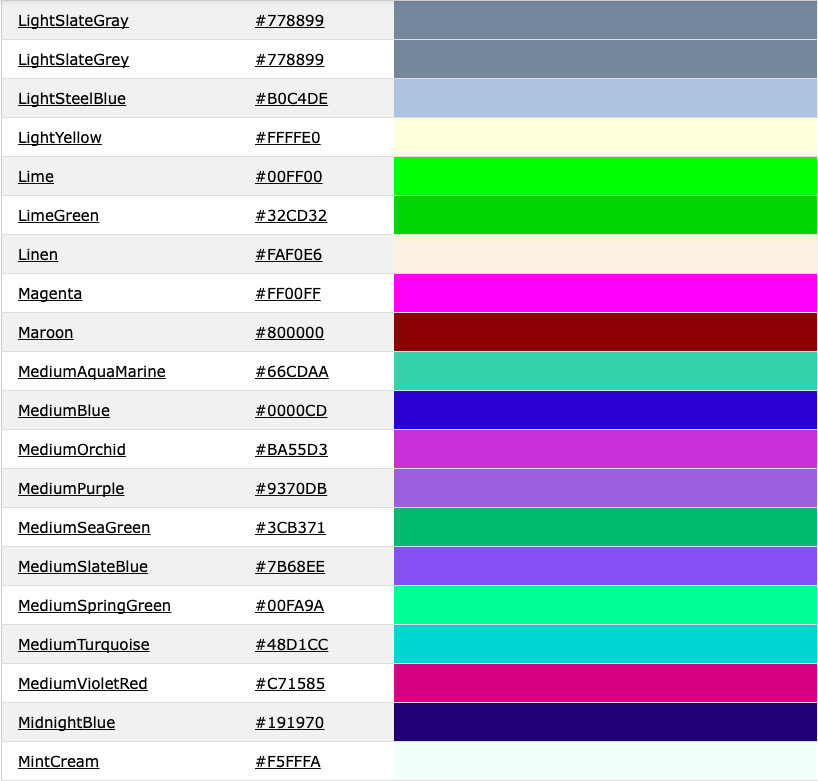 LightSlateGray #778899
LightSlateGrey #778899
LightSteelBlue #B0C4DE
LightYellow #FFFFE0
Lime #00FF00
LimeGreen #32CD32
Linen #FAF0E6
Magenta #FF00FF
Maroon #800000
MediumAquaMarine #66CDAA
MediumBlue #0000CD
MediumOrchid #BA55D3
MediumPurple #9370DB
MediumSeaGreen #3CB371
MediumSlateBlue #7B68EE
MediumSpringGreen #00FA9A
MediumTurquoise #48D1CC
MediumVioletRed #C71585
MidnightBlue #191970
MintCream #F5FFFA